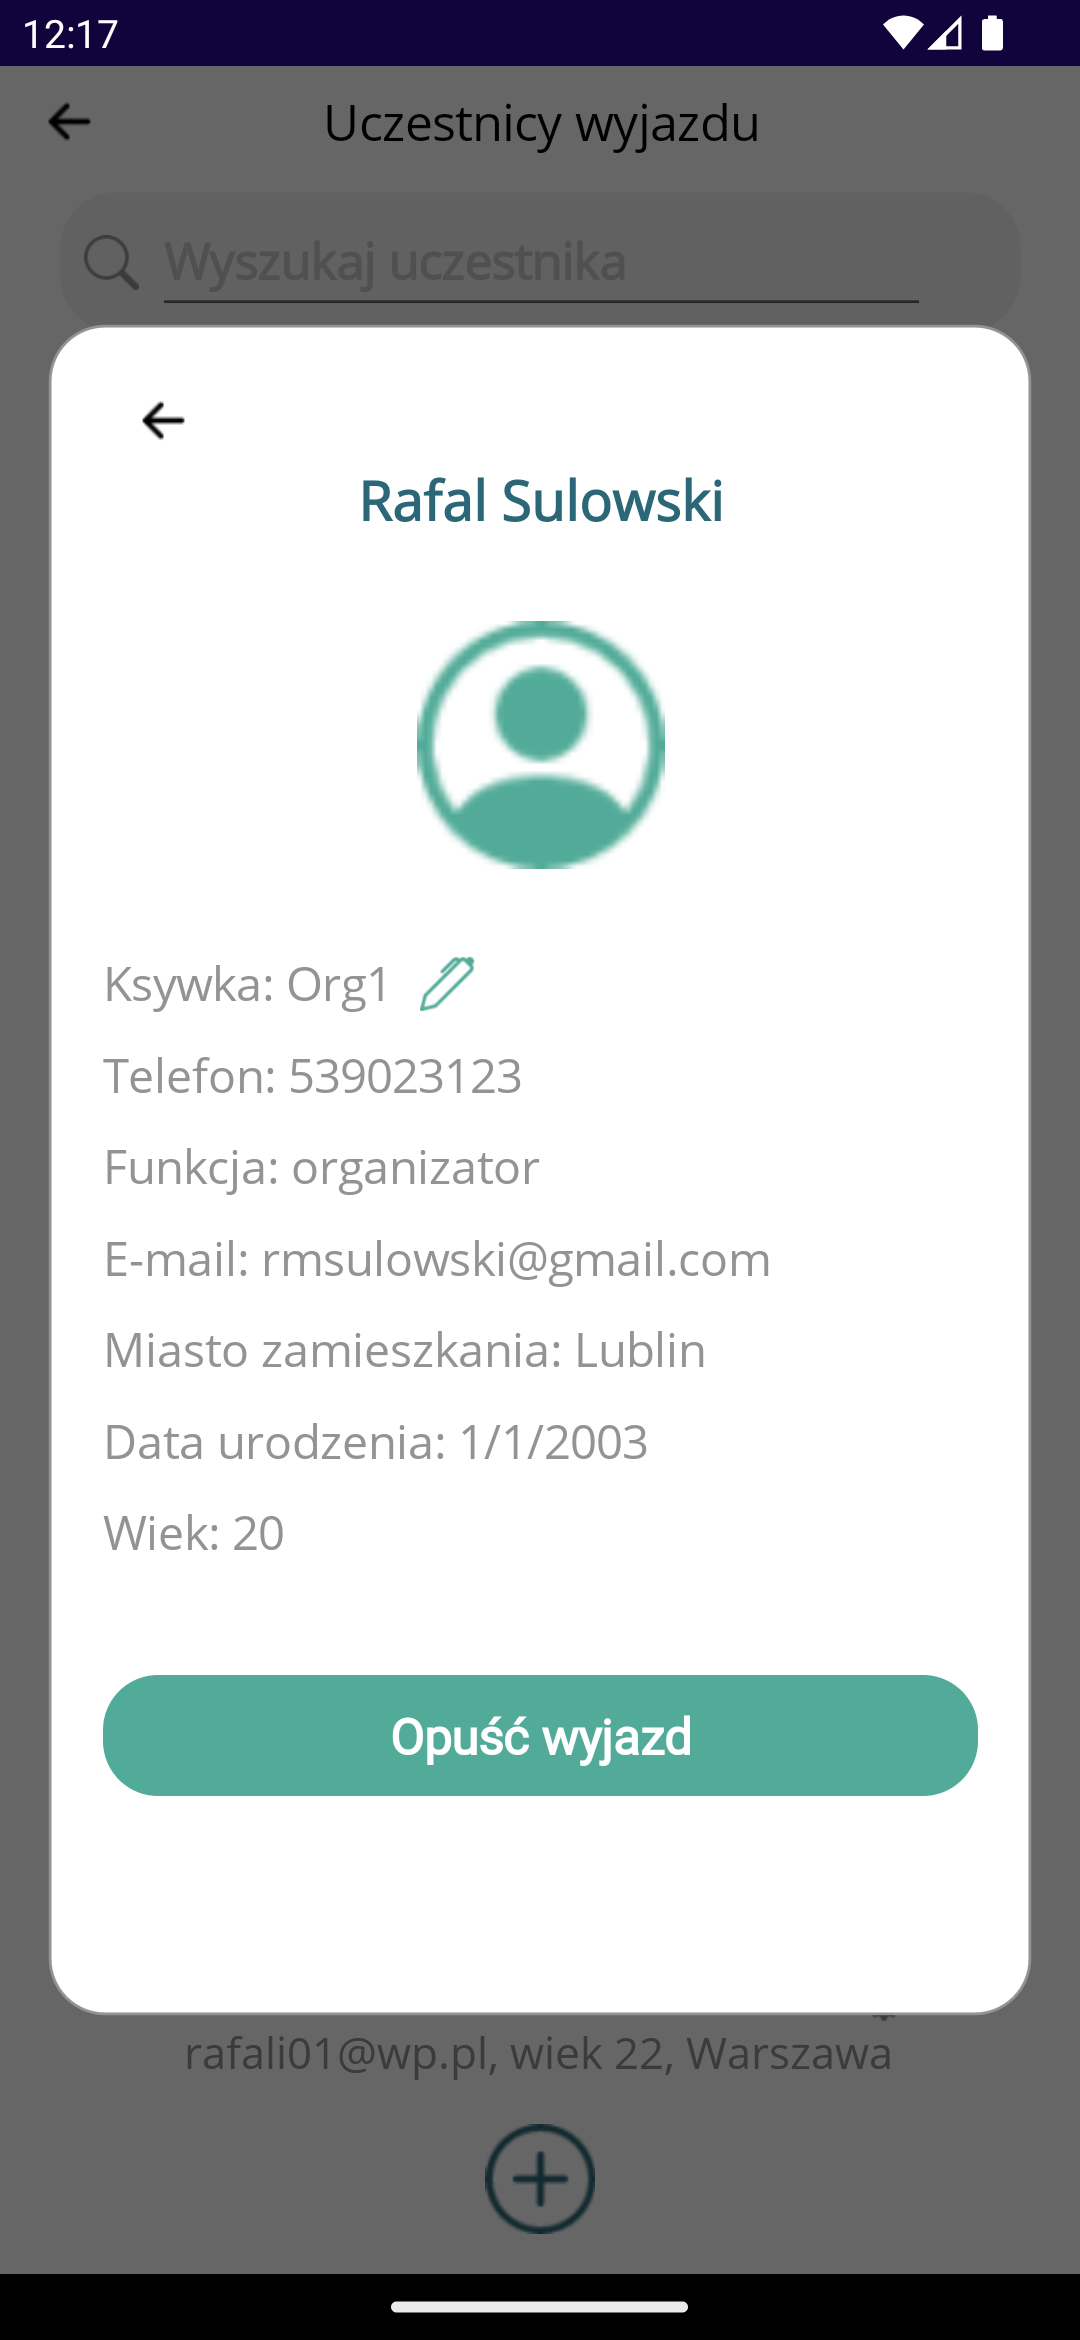 12:17
Uczestnicy wyjazdu
Wyszukaj uczestnika
Rafal Sulowski
Ksywka: Org1
Telefon: 539023123
Funkcja: organizator
E-mail: rmsulowski@gmail.com
Miasto zamieszkania: Lublin
Data urodzenia: 1/1/2003
Wiek: 20
Opuść wyjazd
rafali01@wp.pl, wiek 22, Warszawa